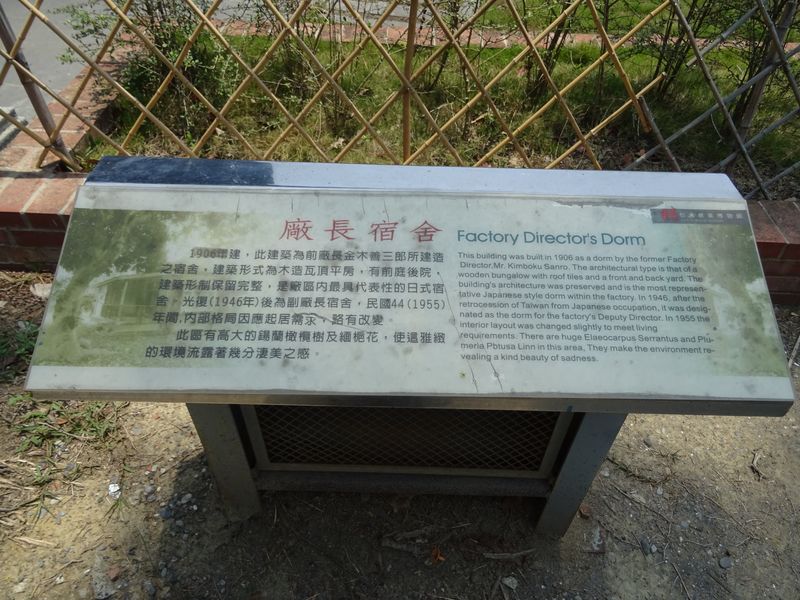 廠長宿舍
1906年建，此建築為前廠長金木善三郎所建造
之宿舍，建築形式為木造瓦頂平房，有前庭後院，
建築形制保留完整，是廠區內最具代表性的日式宿
舍。光復(1946年)後為副廠長宿舍，民國44(1955)
年間，內部格局因應起居需求，略有改變。
此區有高大的錫蘭橄欖樹及緬梔花，使這雅緻
的環境流露著幾分淒美之感。
Factory Director's Dorm
This building was built in 1906 as a dorm by the former Factory
Director,Mr. Kimboku Sanro. The architectural type is that of a
wooden bungalow with roof tiles and a front and back yard. The
building's architecture was preserved and is the most represen-
tative Japanese style dorm within the factory. In 1946, after the
retrocession of Taiwan from Japanese occupation, it was desig-
nated as the dorm for the factory's Deputy Director. In 1955 the
interior layout was changed slightly to meet living
requirements. There are huge Elaeocarpus Serrantus and Plu-
meria Pbtusa Linn in this area, They make the environment re-
vealing a kind beauty of sadness.